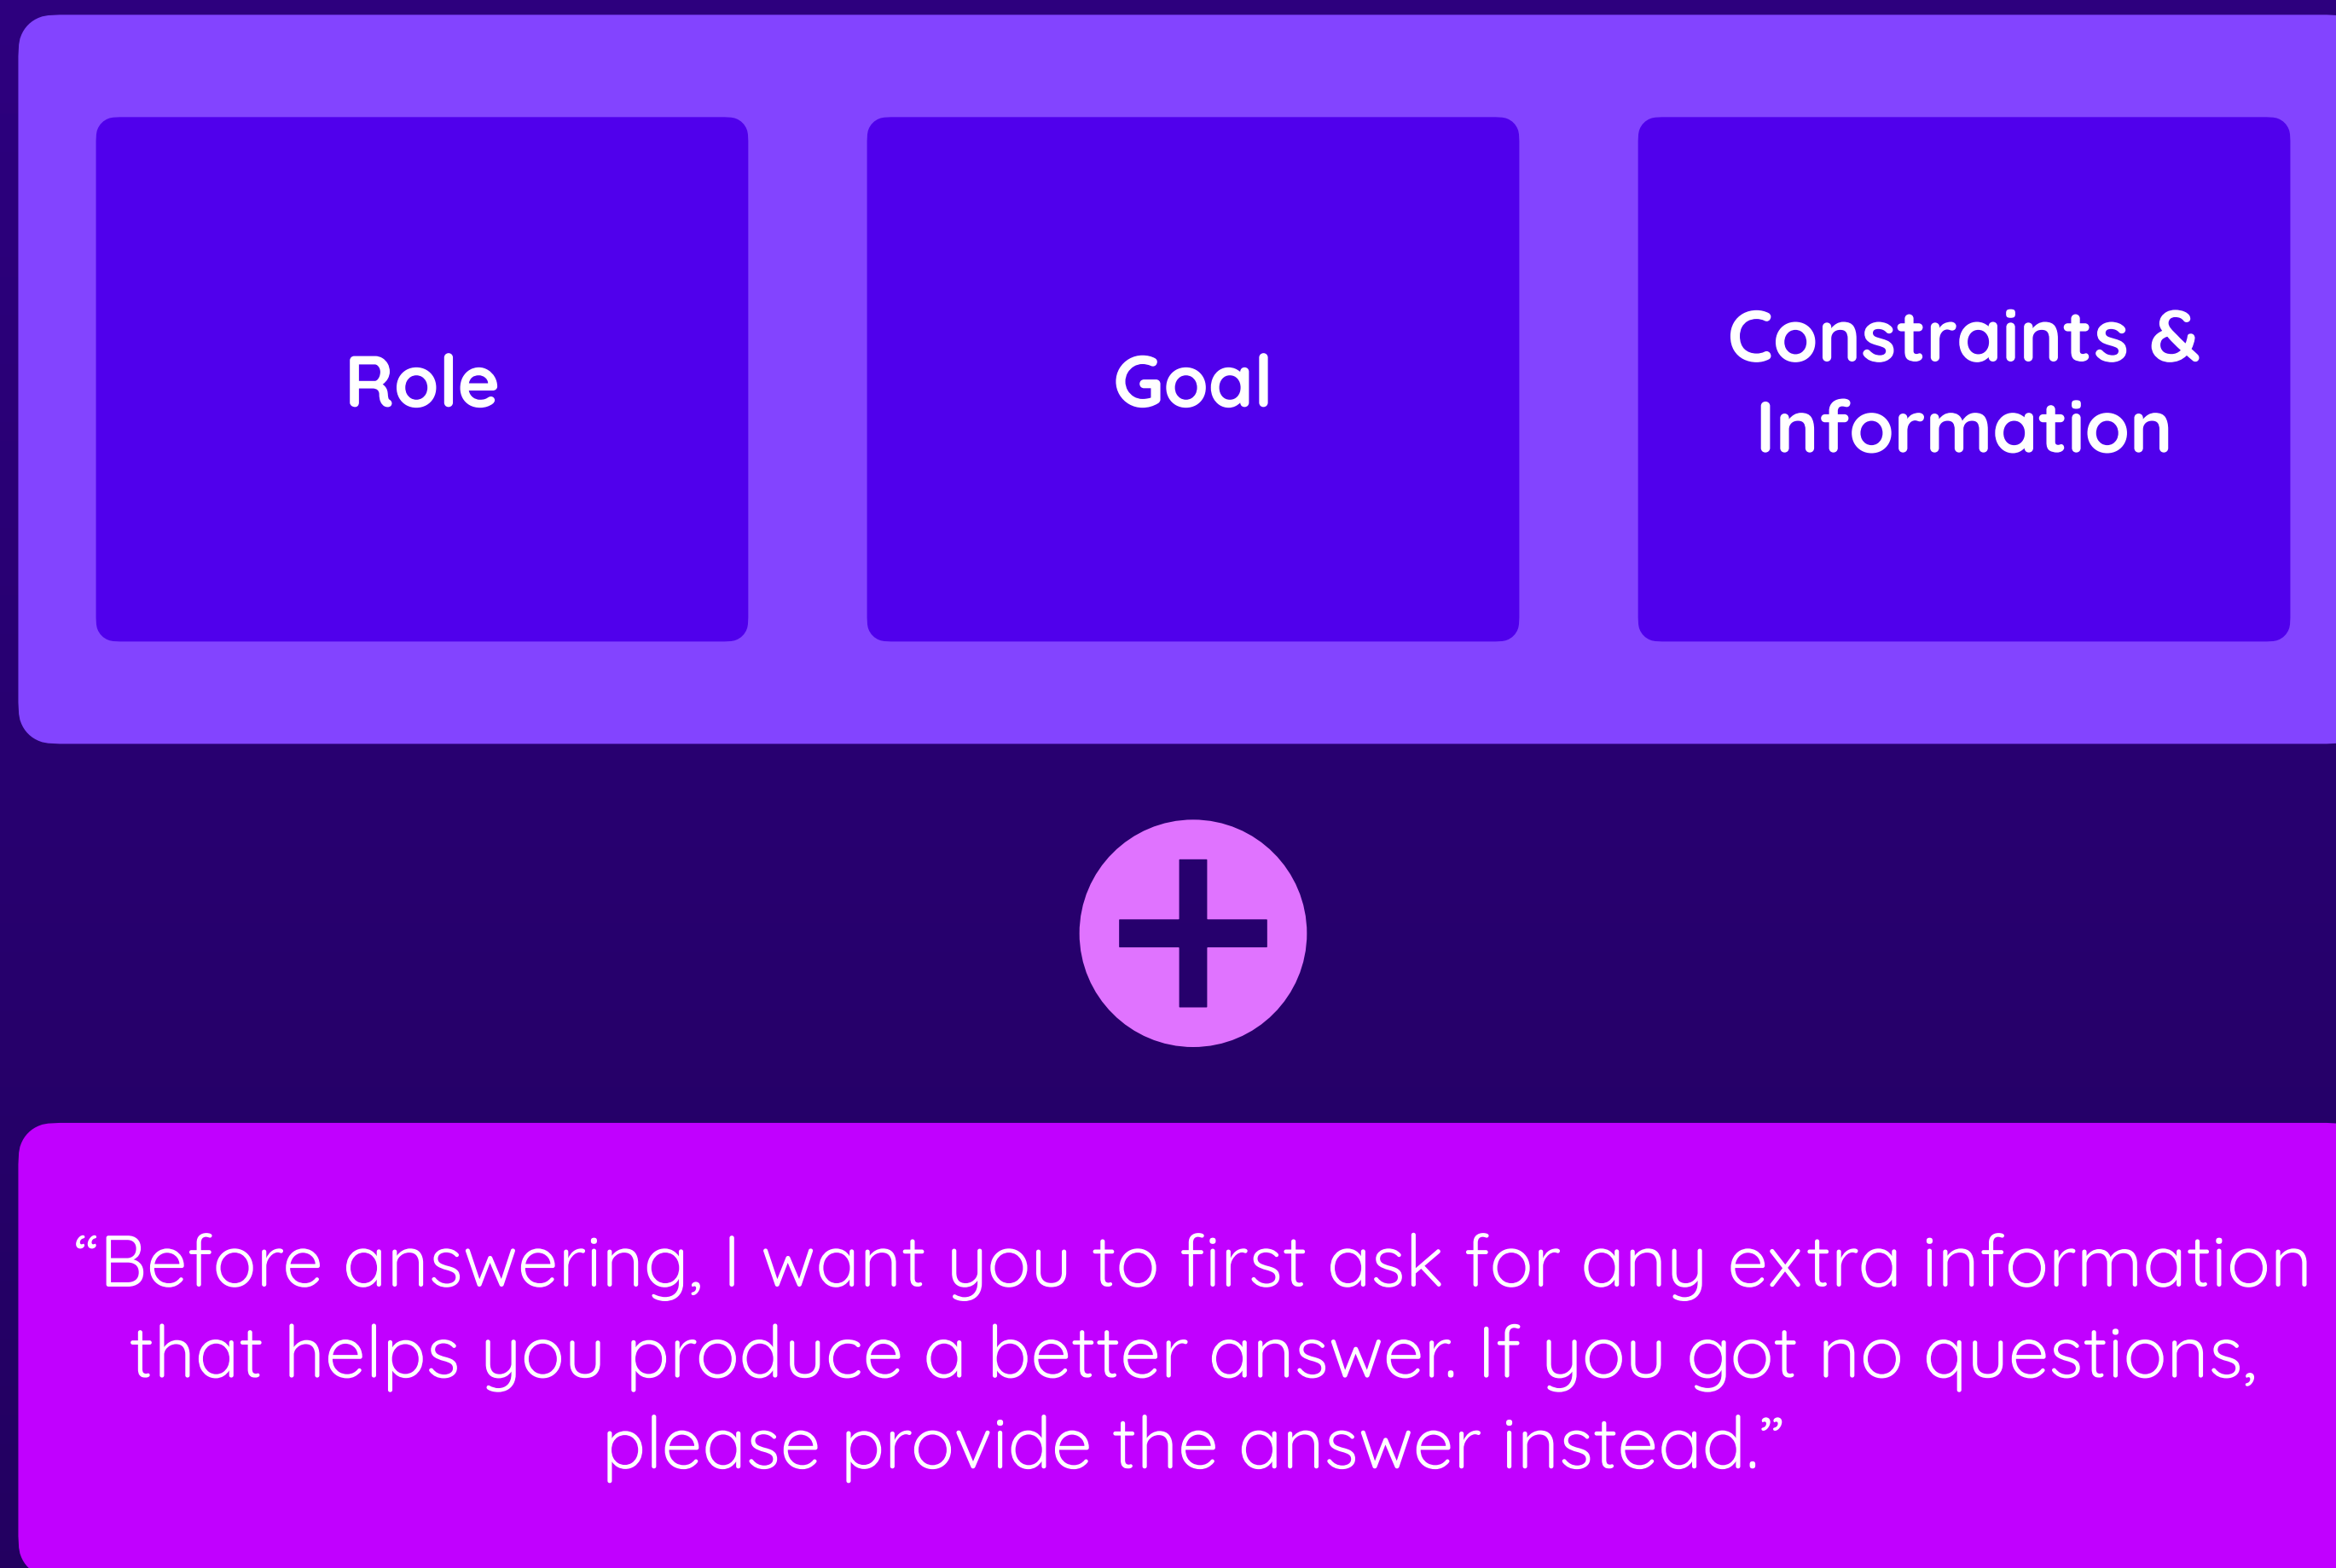 Role
Goal
Constraints &
Information
“Before answering, I want you to first ask for any extra information
that helps you produce a better answer. If you got no questions,
please provide the answer instead.”